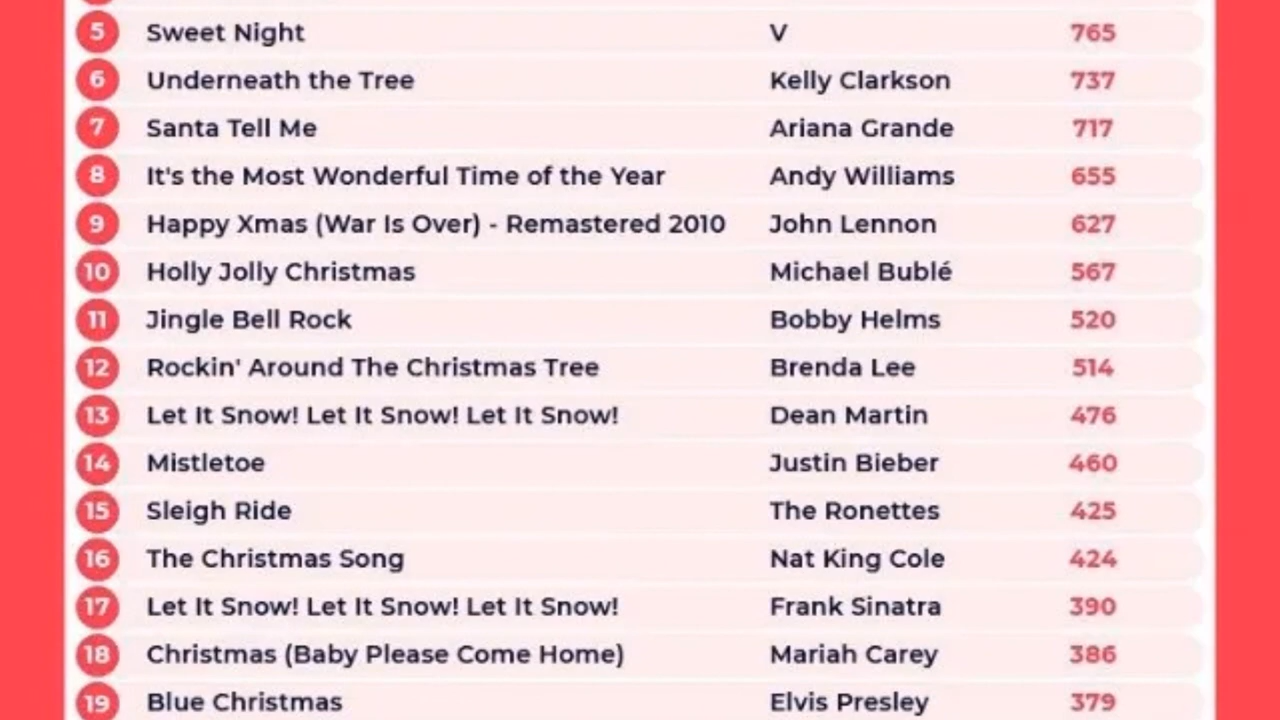 5 Sweet Night V 765
6 Underneath the Tree Kelly Clarkson 737
7 Santa Tell Me Ariana Grande 717
8 It's the Most Wonderful Time of the Year Andy Williams 655
9 Happy Xmas (War Is Over) - Remastered 2010 John Lennon 627
10 Holly Jolly Christmas Michael Bublé 567
11 Jingle Bell Rock Bobby Helms 520
12 Rockin' Around The Christmas Tree Brenda Lee 514
13 Let It Snow! Let It Snow! Let It Snow! Dean Martin 476
14 Mistletoe Justin Bieber 460
15 Sleigh Ride The Ronettes 425
16 The Christmas Song Nat King Cole 424
17 Let It Snow! Let It Snow! Let It Snow! Frank Sinatra 390
18 Christmas (Baby Please Come Home) Mariah Carey 386
19 Blue Christmas Elvis Presley 379